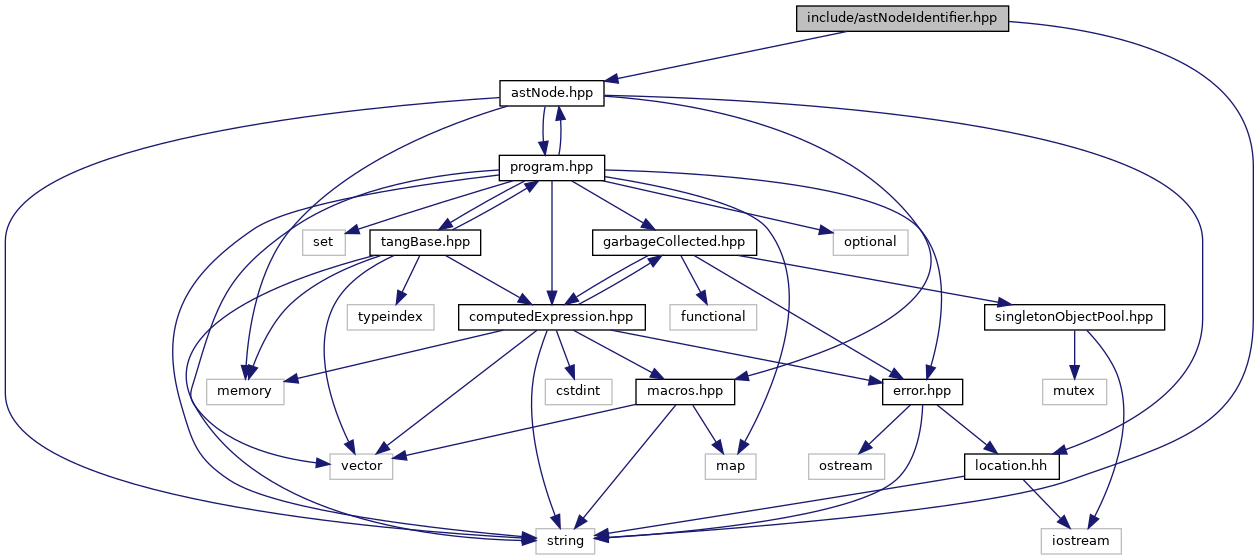 include/astNodeIdentifier.hpp
astNode.hpp
program.hpp
set
tangBase.hpp
garbageCollected.hpp
optional
typeindex
computedExpression.hpp
functional
singletonObjectPool.hpp
memory
cstdint
macros.hpp
error.hpp
mutex
vector
map
ostream
location.hh
string
iostream